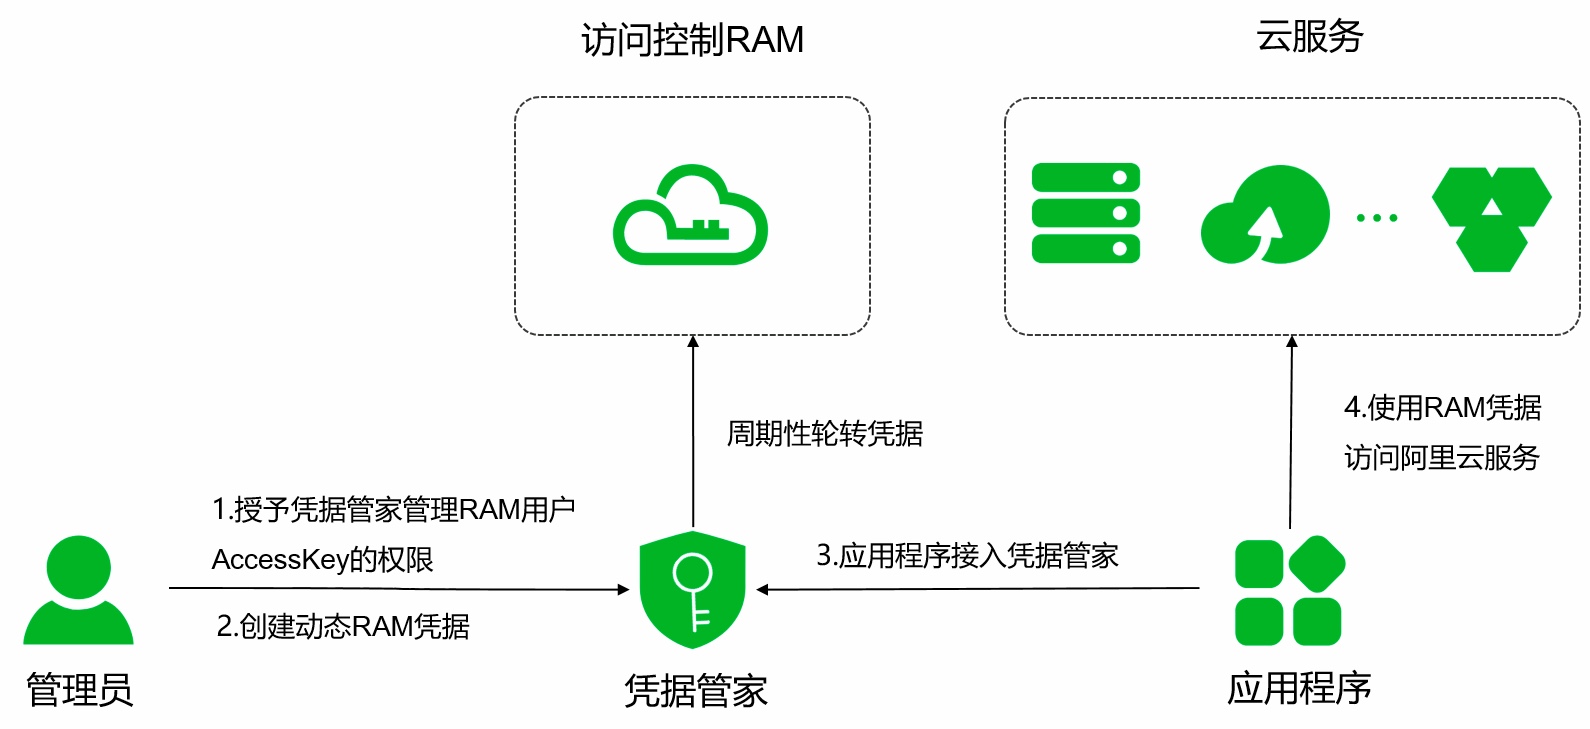 访问控制RAM
云服务
周期性轮转凭据
4.使用RAM凭据
访问阿里云服务
1.授予凭据管家管理RAM用户
AccessKey的权限
2.创建动态RAM凭据
3.应用程序接入凭据管家
管理员
凭据管家
应用程序